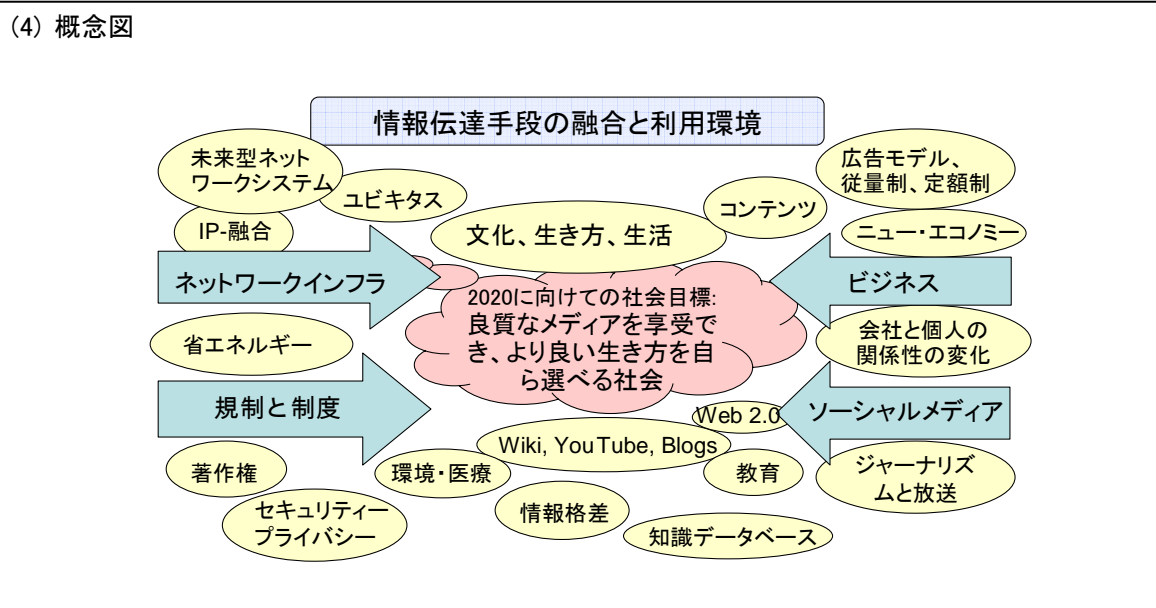 (4) 概念図
情報伝達手段の融合と利用環境
未来型ネット
ワークシステム
ユビキタス
IP-融合
ネットワークインフラ
省エネルギー
規制と制度
著作権
セキュリティー
プライバシー
環境・医療
文化、生き方、生活
2020に向けての社会目標:
良質なメディアを享受で
き、より良い生き方を自
ら選べる社会
Wiki, YouTube, Blogs
情報格差
知識データベース
コンテンツ
広告モデル、
従量制、定額制
ニュー・エコノミー
ビジネス
会社と個人の
関係性の変化
Web 2.0
ソーシャルメディア
教育
ジャーナリズ
ムと放送